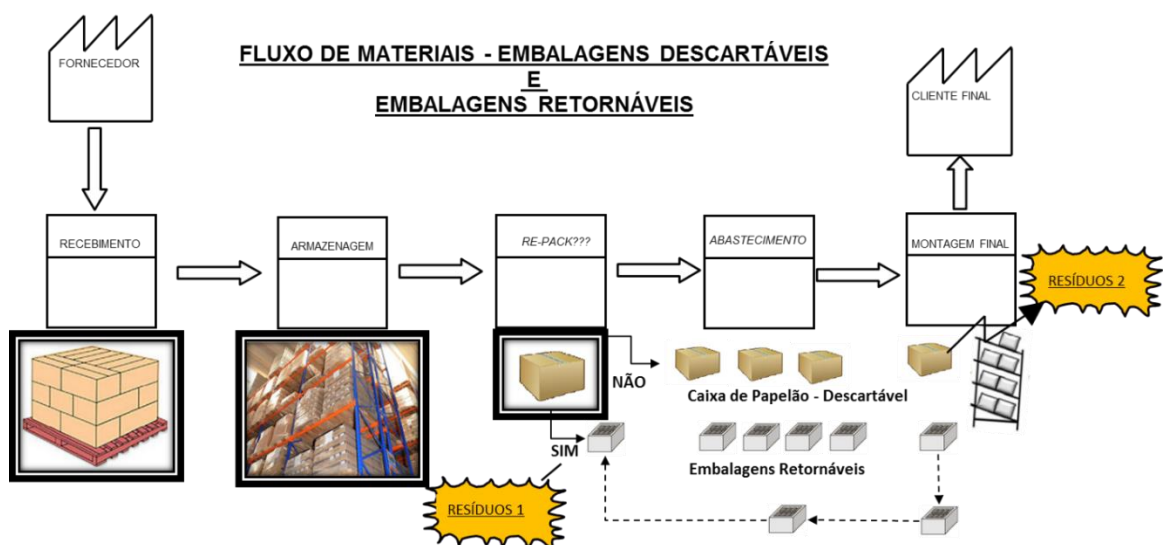 FLUXO DE MATERIAIS - EMBALAGENS DESCARTÁVEIS
E
EMBALAGENS RETORNÁVEIS
FORNECEDOR
CLIENTE FINAL
RECEBIMENTO
ARMAZENAGEM
RE-PACK???
ABASTECIMENTO
MONTAGEM FINAL
RESÍDUOS 2
NÃO
Caixa de Papelão - Descartável
SIM
Embalagens Retornáveis
RESÍDUOS 1